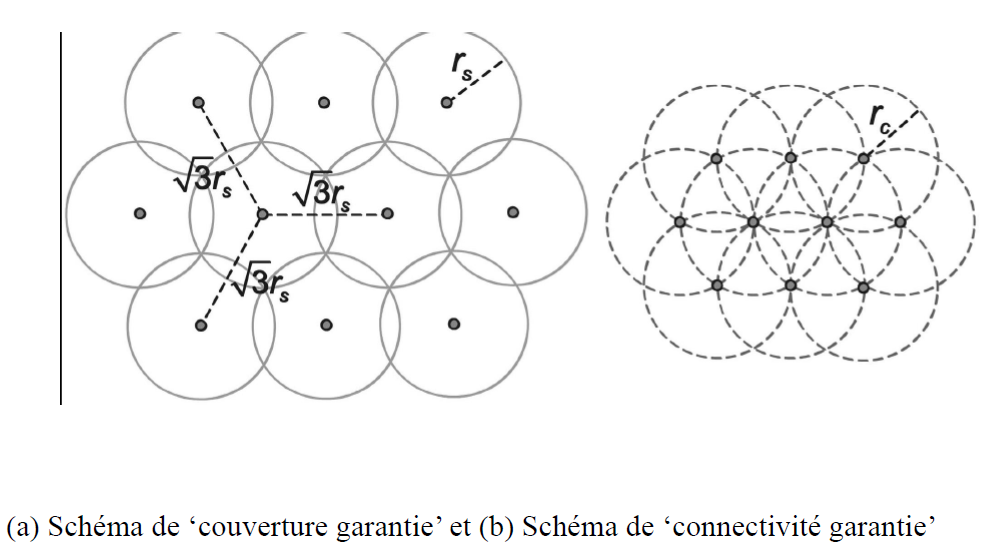 r_s
r_c
√3r_s
√3r_s
√3r_s
(a) Schéma de ‘couverture garantie’ et (b) Schéma de ‘connectivité garantie’